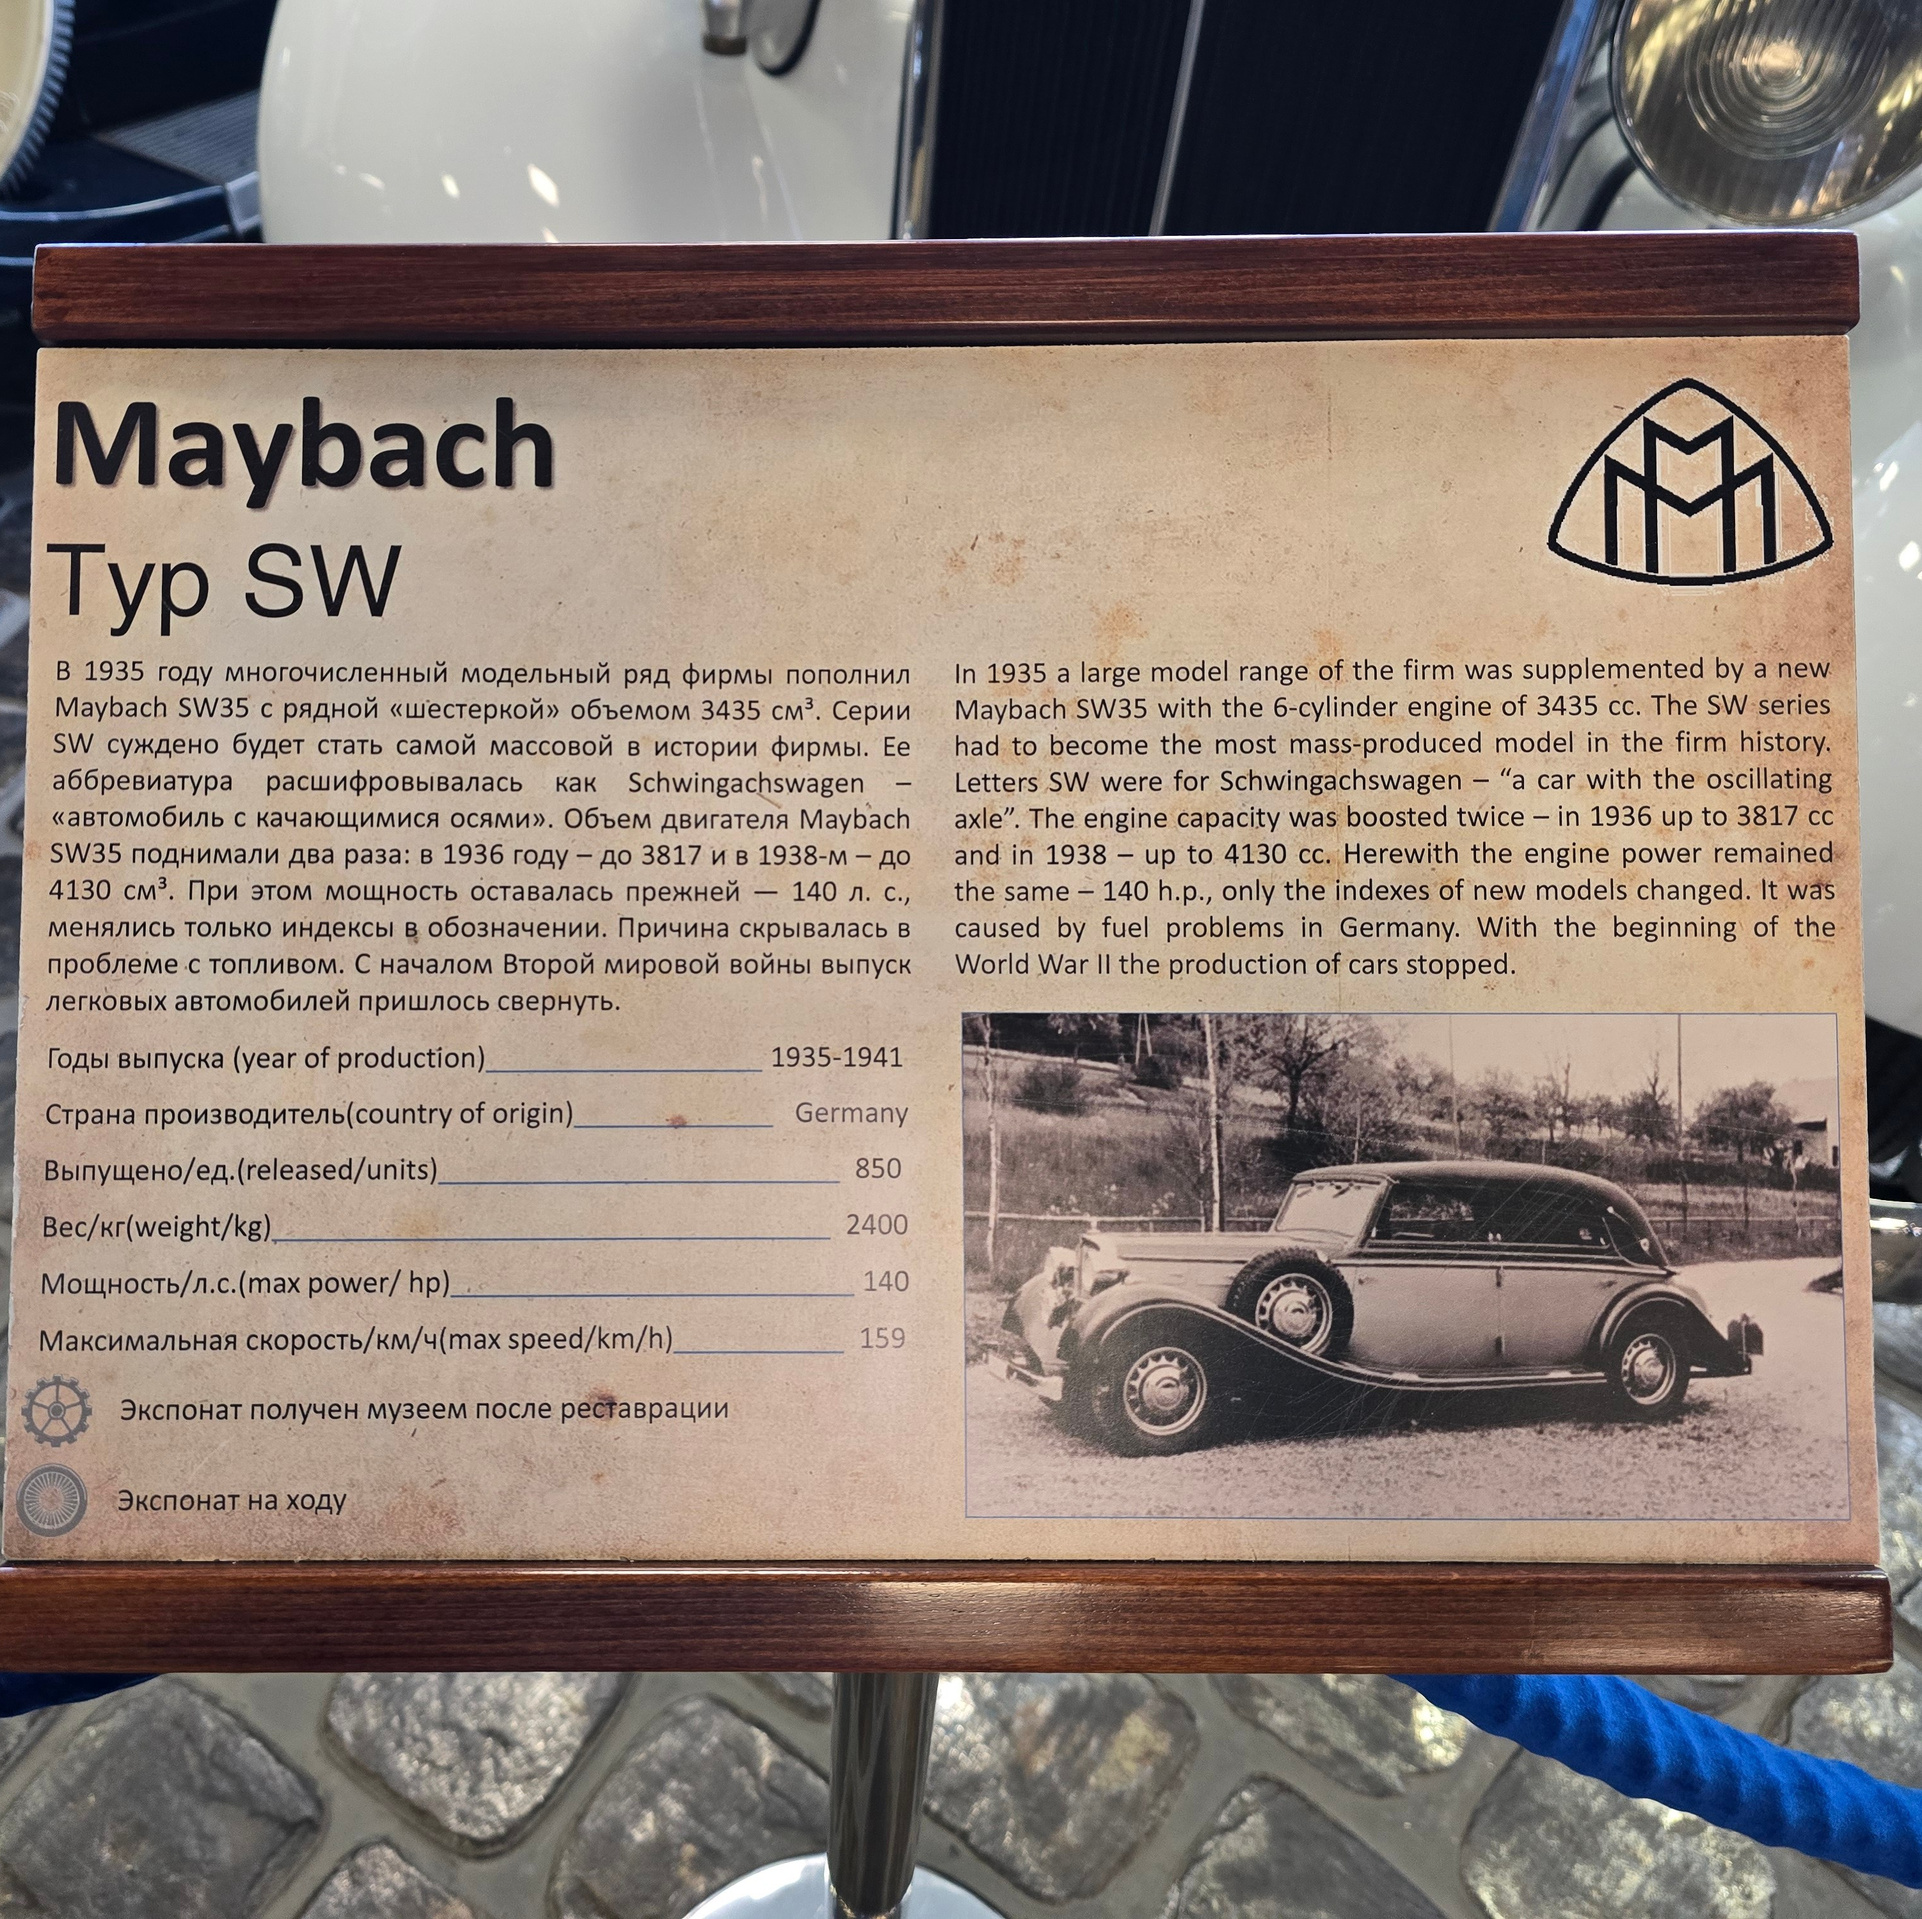 Maybach
Typ SW
В 1935 году многочисленный модельный ряд фирмы пополнил
Maybach SW35 с рядной «шестеркой» объемом 3435 см³. Серии
SW суждено будет стать самой массовой в истории фирмы. Ее
аббревиатура расшифровывалась как Schwingachswagen –
«автомобиль с качающимися осями». Объем двигателя Maybach
SW35 поднимали два раза: в 1936 году – до 3817 и в 1938-м – до
4130 см³. При этом мощность оставалась прежней — 140 л. с.,
менялись только индексы в обозначении. Причина скрывалась в
проблеме с топливом. С началом Второй мировой войны выпуск
легковых автомобилей пришлось свернуть.
In 1935 a large model range of the firm was supplemented by a new
Maybach SW35 with the 6-cylinder engine of 3435 cc. The SW series
had to become the most mass-produced model in the firm history.
Letters SW were for Schwingachswagen – “a car with the oscillating
axle”. The engine capacity was boosted twice – in 1936 up to 3817 cc
and in 1938 – up to 4130 cc. Herewith the engine power remained
the same – 140 h.p., only the indexes of new models changed. It was
caused by fuel problems in Germany. With the beginning of the
World War II the production of cars stopped.
Годы выпуска (year of production) 1935-1941
Страна производитель(country of origin) Germany
Выпущено/ед.(released/units) 850
Вес/кг(weight/kg) 2400
Мощность/л.с.(max power/ hp) 140
Максимальная скорость/км/ч(max speed/km/h) 159
Экспонат получен музеем после реставрации
Экспонат на ходу